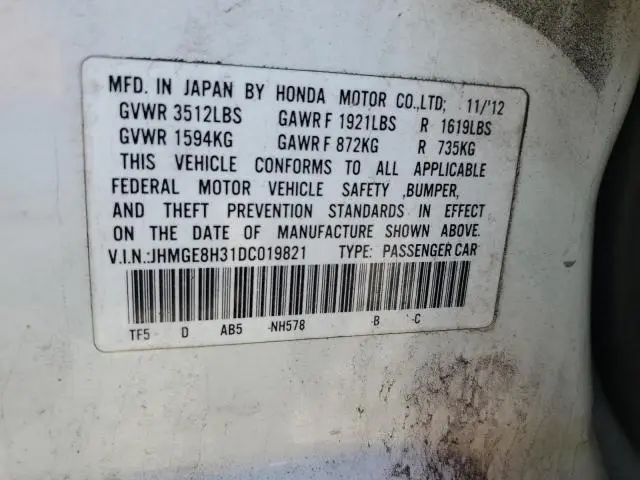 MFD. IN JAPAN BY HONDA MOTOR CO.,LTD; 11/'12
GVWR 3512LBS GAWR F 1921LBS R 1619LBS
GVWR 1594KG GAWR F 872KG R 735KG
THIS VEHICLE CONFORMS TO ALL APPLICABLE
FEDERAL MOTOR VEHICLE SAFETY ,BUMPER,
AND THEFT PREVENTION STANDARDS IN EFFECT
ON THE DATE OF MANUFACTURE SHOWN ABOVE.
V.I.N.:JHMGE8H31DC019821 TYPE: PASSENGER CAR
TF5 D AB5 -NH578 -B -C